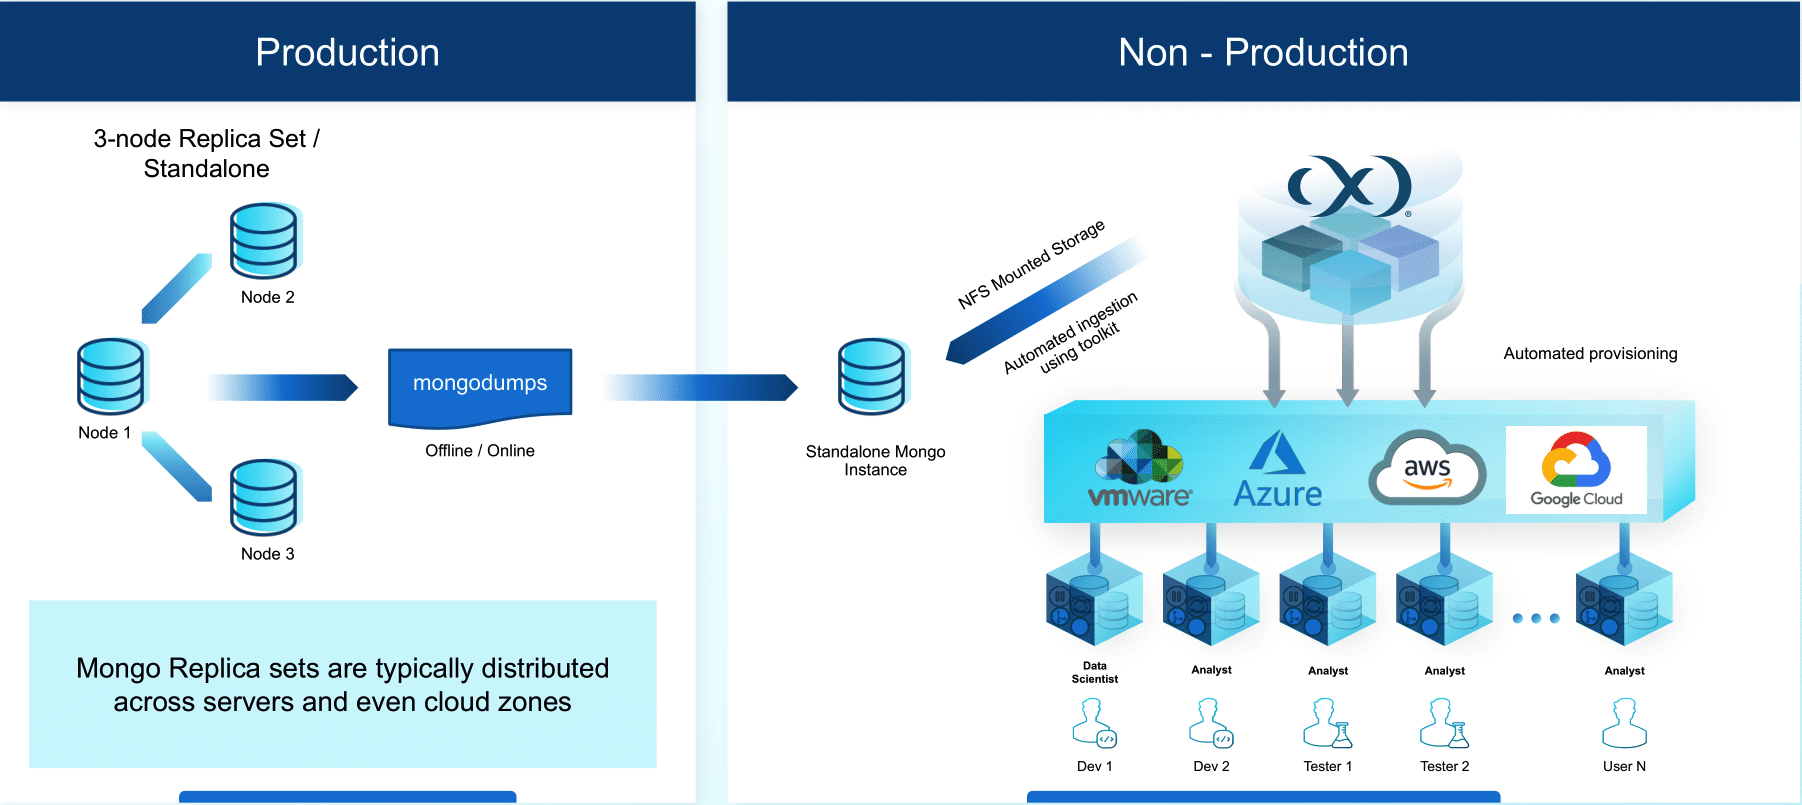 Production
Non - Production
3-node Replica Set /
Standalone
Node 2
Node 1
Node 3
mongodumps
Offline / Online
Mongo Replica sets are typically distributed
across servers and even cloud zones
Standalone Mongo
Instance
NFS Mounted Storage
Automated ingestion
using toolkit
®
Automated provisioning
vmware®
Azure
aws
Google Cloud
Data
Scientist
Analyst
Analyst
Analyst
Analyst
Dev 1
Dev 2
Tester 1
Tester 2
User N